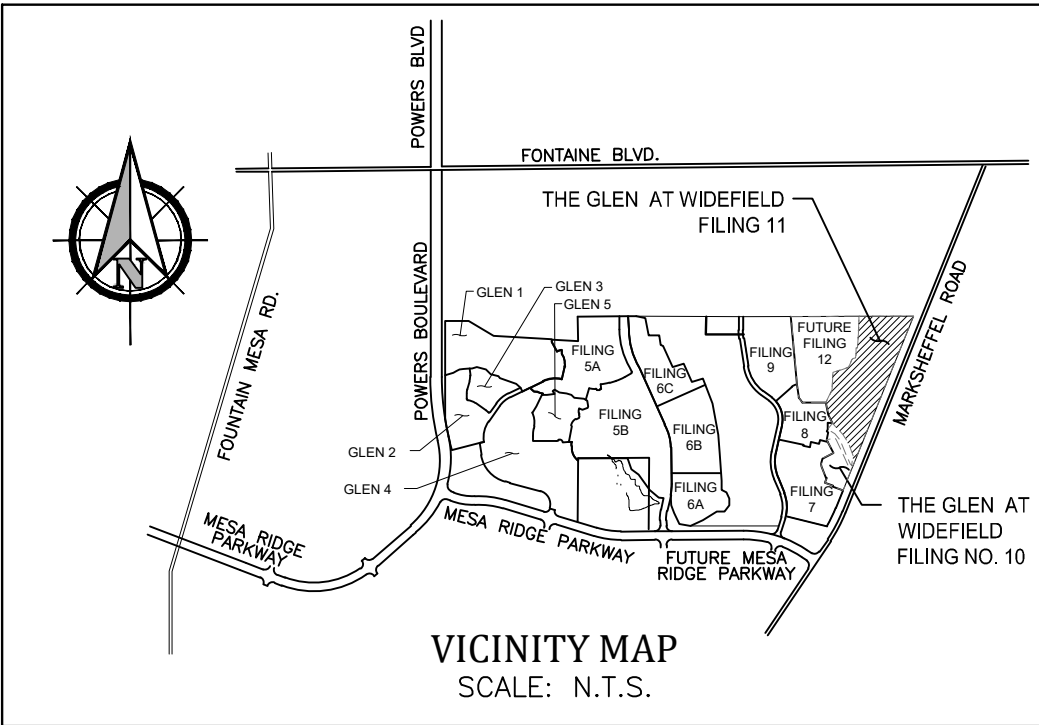 POWERS BLVD
FONTAINE BLVD.
THE GLEN AT WIDEFIELD
FILING 11
N
FOUNTAIN MESA RD.
POWERS BOULEVARD
MARKSHEFFEL ROAD
GLEN 1
GLEN 3
GLEN 5
FILING
5A
FUTURE
FILING
12
FILING
9
FILING
6C
FILING
5B
FILING
8
FILING
6B
GLEN 2
GLEN 4
FILING
6A
FILING
7
THE GLEN AT
WIDEFIELD
FILING NO. 10
MESA RIDGE
PARKWAY
MESA RIDGE PARKWAY
FUTURE MESA
RIDGE PARKWAY
VICINITY MAP
SCALE: N.T.S.